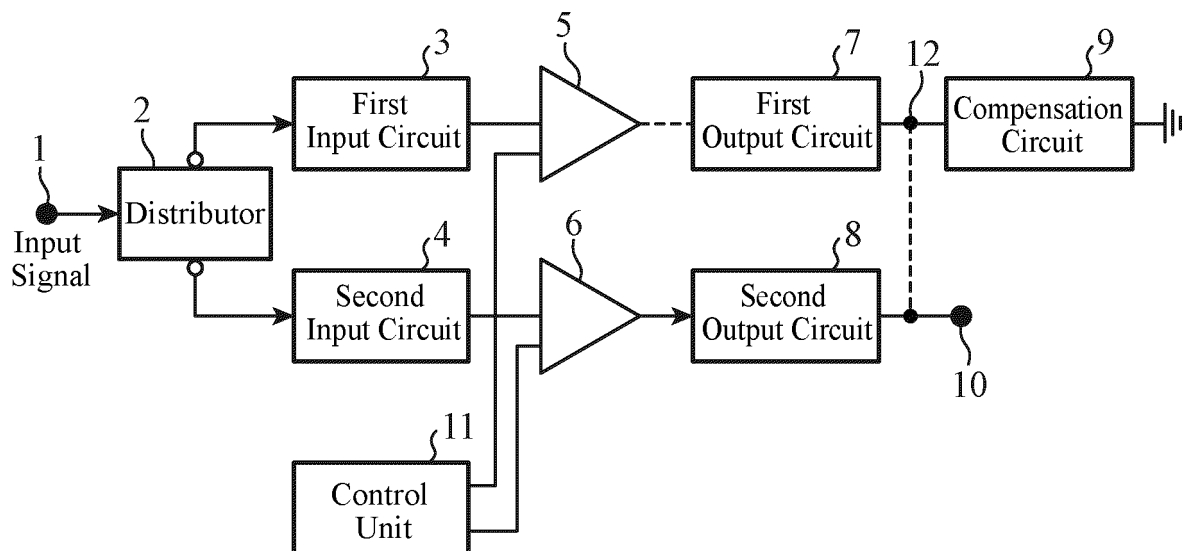 3
First
Input Circuit
5
7
First
Output Circuit
12
9
Compensation
Circuit
1
Input
Signal
2
Distributor
4
Second
Input Circuit
6
8
Second
Output Circuit
10
11
Control
Unit